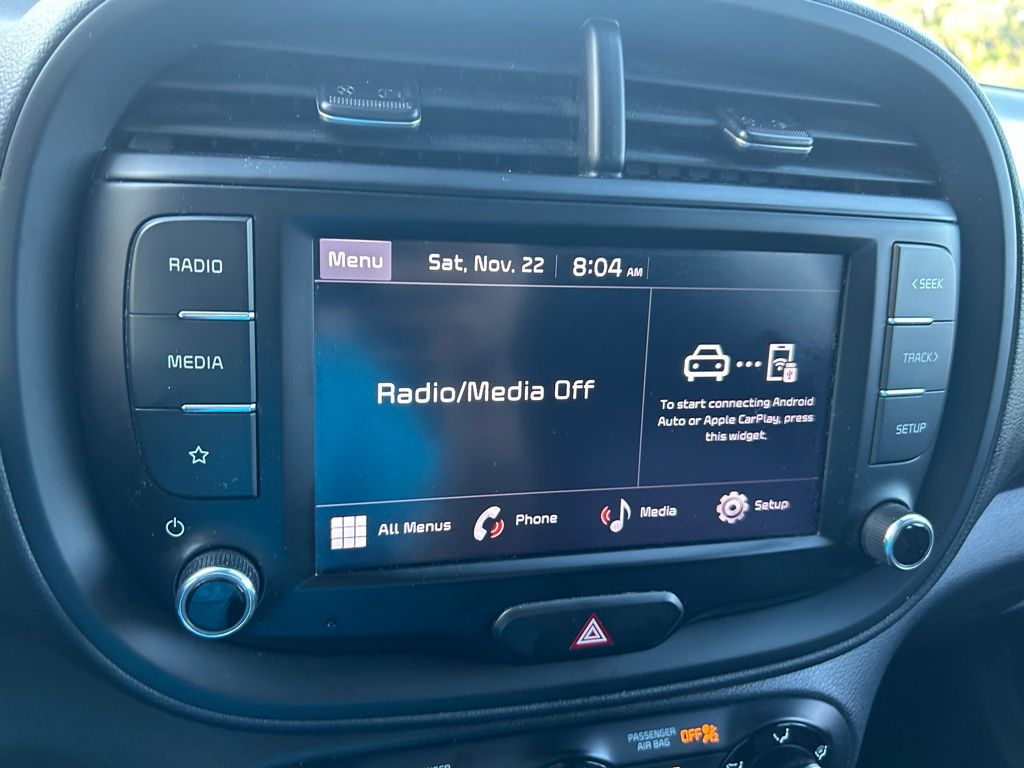 RADIO
MEDIA
Menu
Sat, Nov. 22
8:04 AM
Radio/Media Off
To start connecting Android
Auto or Apple CarPlay, press
this widget.
All Menus
Phone
Media
Setup
< SEEK
TRACK >
SETUP
PASSENGER
AIR BAG
OFF